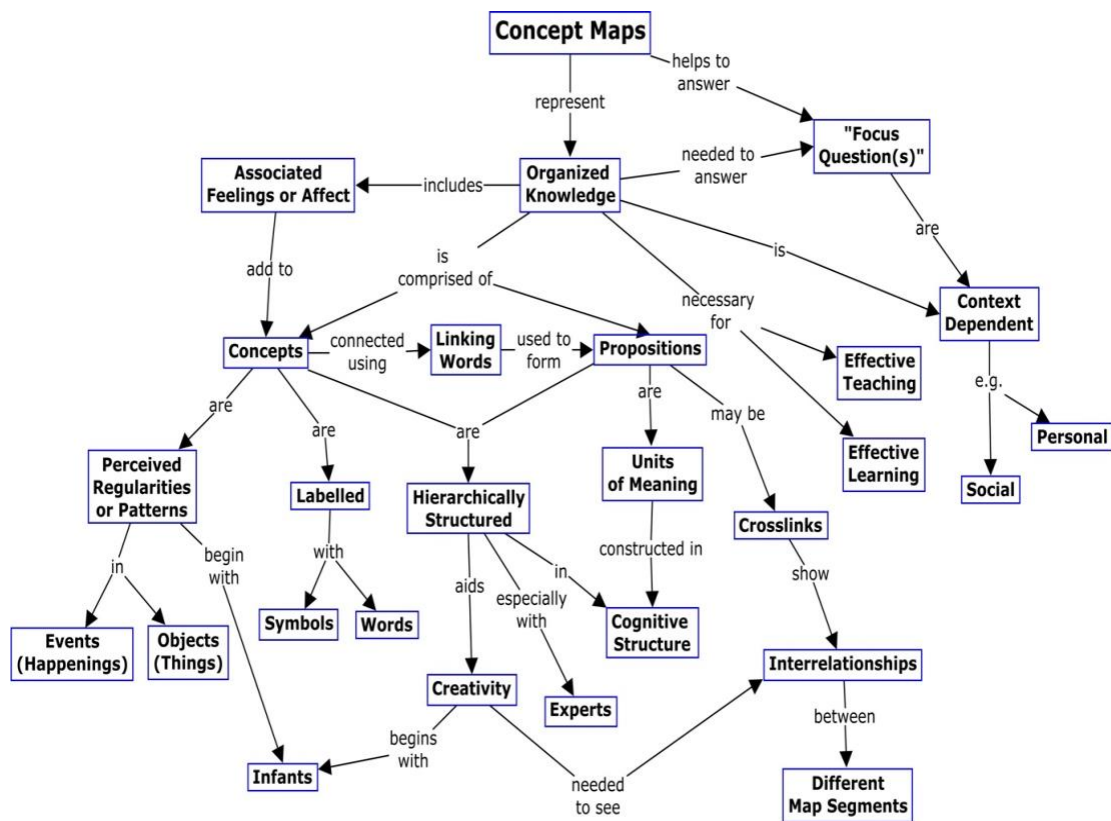 Concept Maps
helps to
answer
represent
"Focus
Question(s)"
Associated
Feelings or Affect
includes
Organized
Knowledge
needed to
answer
are
add to
is
comprised of
is
necessary
for
Context
Dependent
Concepts
connected
using
Linking
Words
used to
form
Propositions
Effective
Teaching
e.g.
are
are
are
are
may be
Personal
Perceived
Regularities
or Patterns
Labelled
Hierarchically
Structured
Units
of Meaning
Effective
Learning
Social
Crosslinks
in
begin
with
with
aids
especially
with
in
constructed in
show
Events
(Happenings)
Objects
(Things)
Symbols
Words
Cognitive
Structure
Interrelationships
Creativity
Experts
between
begins
with
needed
to see
Infants
Different
Map Segments